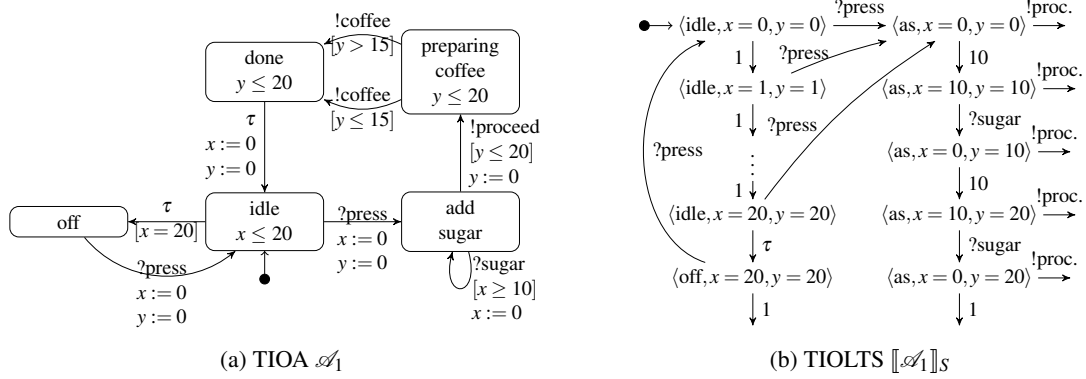 done
y ≤ 20
!coffee
[y > 15]
!coffee
[y ≤ 15]
preparing
coffee
y ≤ 20
τ
x := 0
y := 0
!proceed
[y ≤ 20]
y := 0
off
τ
[x = 20]
idle
x ≤ 20
?press
x := 0
y := 0
add
sugar
?press
x := 0
y := 0
?sugar
[x ≥ 10]
x := 0
(a) TIOA 𝒜1
⟨idle, x = 0, y = 0⟩ ?press ⟨as, x = 0, y = 0⟩ !proc.
1 ?press 10
⟨idle, x = 1, y = 1⟩ ⟨as, x = 10, y = 10⟩ !proc.
1 ?press ?sugar
?press ⋮ ⟨as, x = 0, y = 10⟩ !proc.
1 10
⟨idle, x = 20, y = 20⟩ ⟨as, x = 10, y = 20⟩ !proc.
τ ?sugar
⟨off, x = 20, y = 20⟩ ⟨as, x = 0, y = 20⟩ !proc.
1 1
(b) TIOLTS ⟦𝒜1⟧S